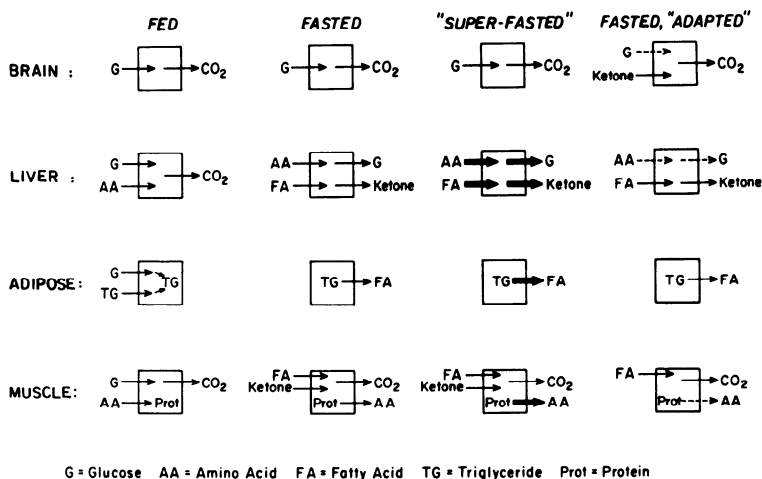 FED FASTED "SUPER-FASTED" FASTED, "ADAPTED"
BRAIN : G CO2 G CO2 G CO2 G Ketone CO2
LIVER : G AA CO2 AA FA G Ketone AA FA G Ketone AA FA G Ketone
ADIPOSE: G TG TG TG FA TG FA TG FA
MUSCLE: G AA Prot CO2 FA Ketone Prot CO2 AA FA Ketone Prot CO2 AA FA Prot CO2 AA
G = Glucose AA = Amino Acid FA = Fatty Acid TG = Triglyceride Prot = Protein